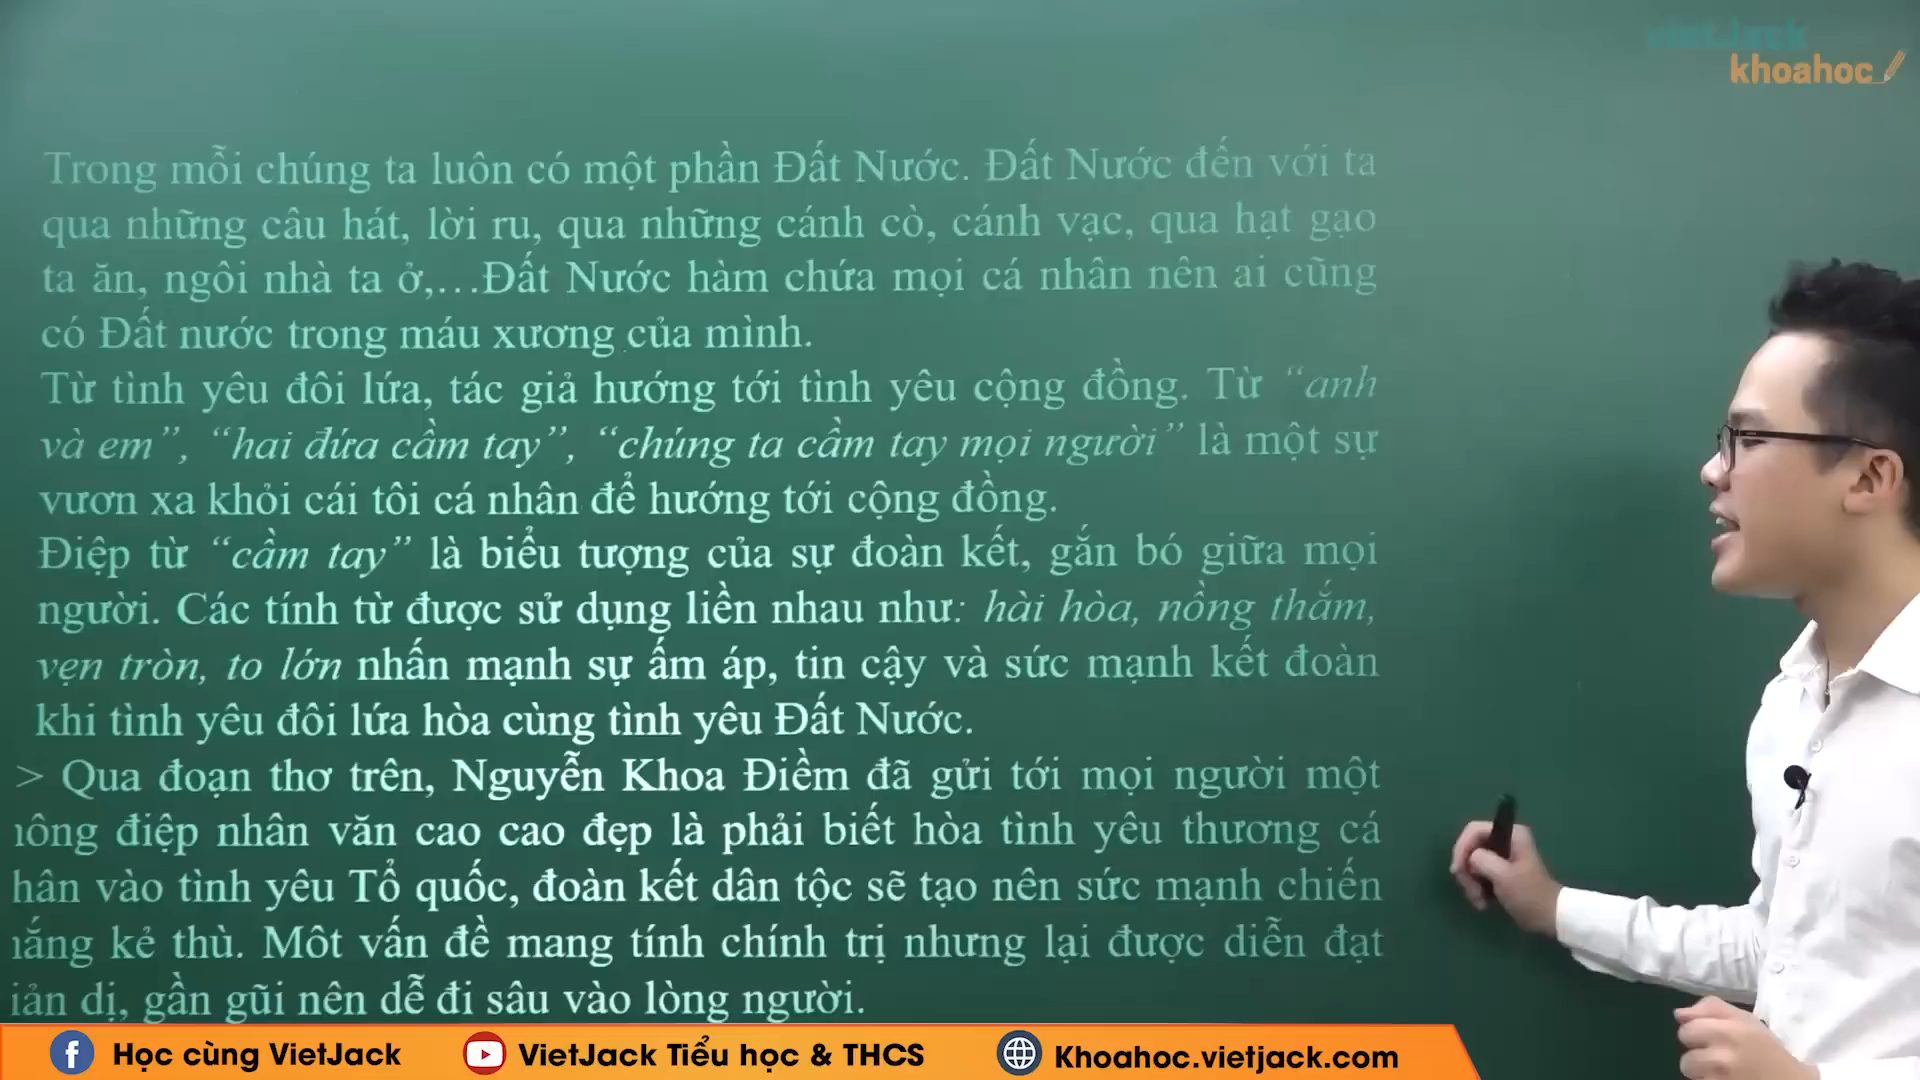 vietJack
khoahoc
Trong mỗi chúng ta luôn có một phần Đất Nước. Đất Nước đến với ta
qua những câu hát, lời ru, qua những cánh cò, cánh vạc, qua hạt gạo
ta ăn, ngôi nhà ta ở,…Đất Nước hàm chứa mọi cá nhân nên ai cũng
có Đất nước trong máu xương của mình.
Từ tình yêu đôi lứa, tác giả hướng tới tình yêu cộng đồng. Từ “anh
và em”, “hai đứa cầm tay”, “chúng ta cầm tay mọi người” là một sự
vươn xa khỏi cái tôi cá nhân để hướng tới cộng đồng.
Điệp từ “cầm tay” là biểu tượng của sự đoàn kết, gắn bó giữa mọi
người. Các tính từ được sử dụng liền nhau như: hài hòa, nồng thắm,
vẹn tròn, to lớn nhấn mạnh sự ấm áp, tin cậy và sức mạnh kết đoàn
khi tình yêu đôi lứa hòa cùng tình yêu Đất Nước.
> Qua đoạn thơ trên, Nguyễn Khoa Điềm đã gửi tới mọi người một
ông điệp nhân văn cao cao đẹp là phải biết hòa tình yêu thương cá
hân vào tình yêu Tổ quốc, đoàn kết dân tộc sẽ tạo nên sức mạnh chiến
ắng kẻ thù. Môt vấn đề mang tính chính trị nhưng lại được diễn đạt
iản dị, gần gũi nên dễ đi sâu vào lòng người.
Học cùng VietJack VietJack Tiểu học & THCS Khoahoc.vietjack.com